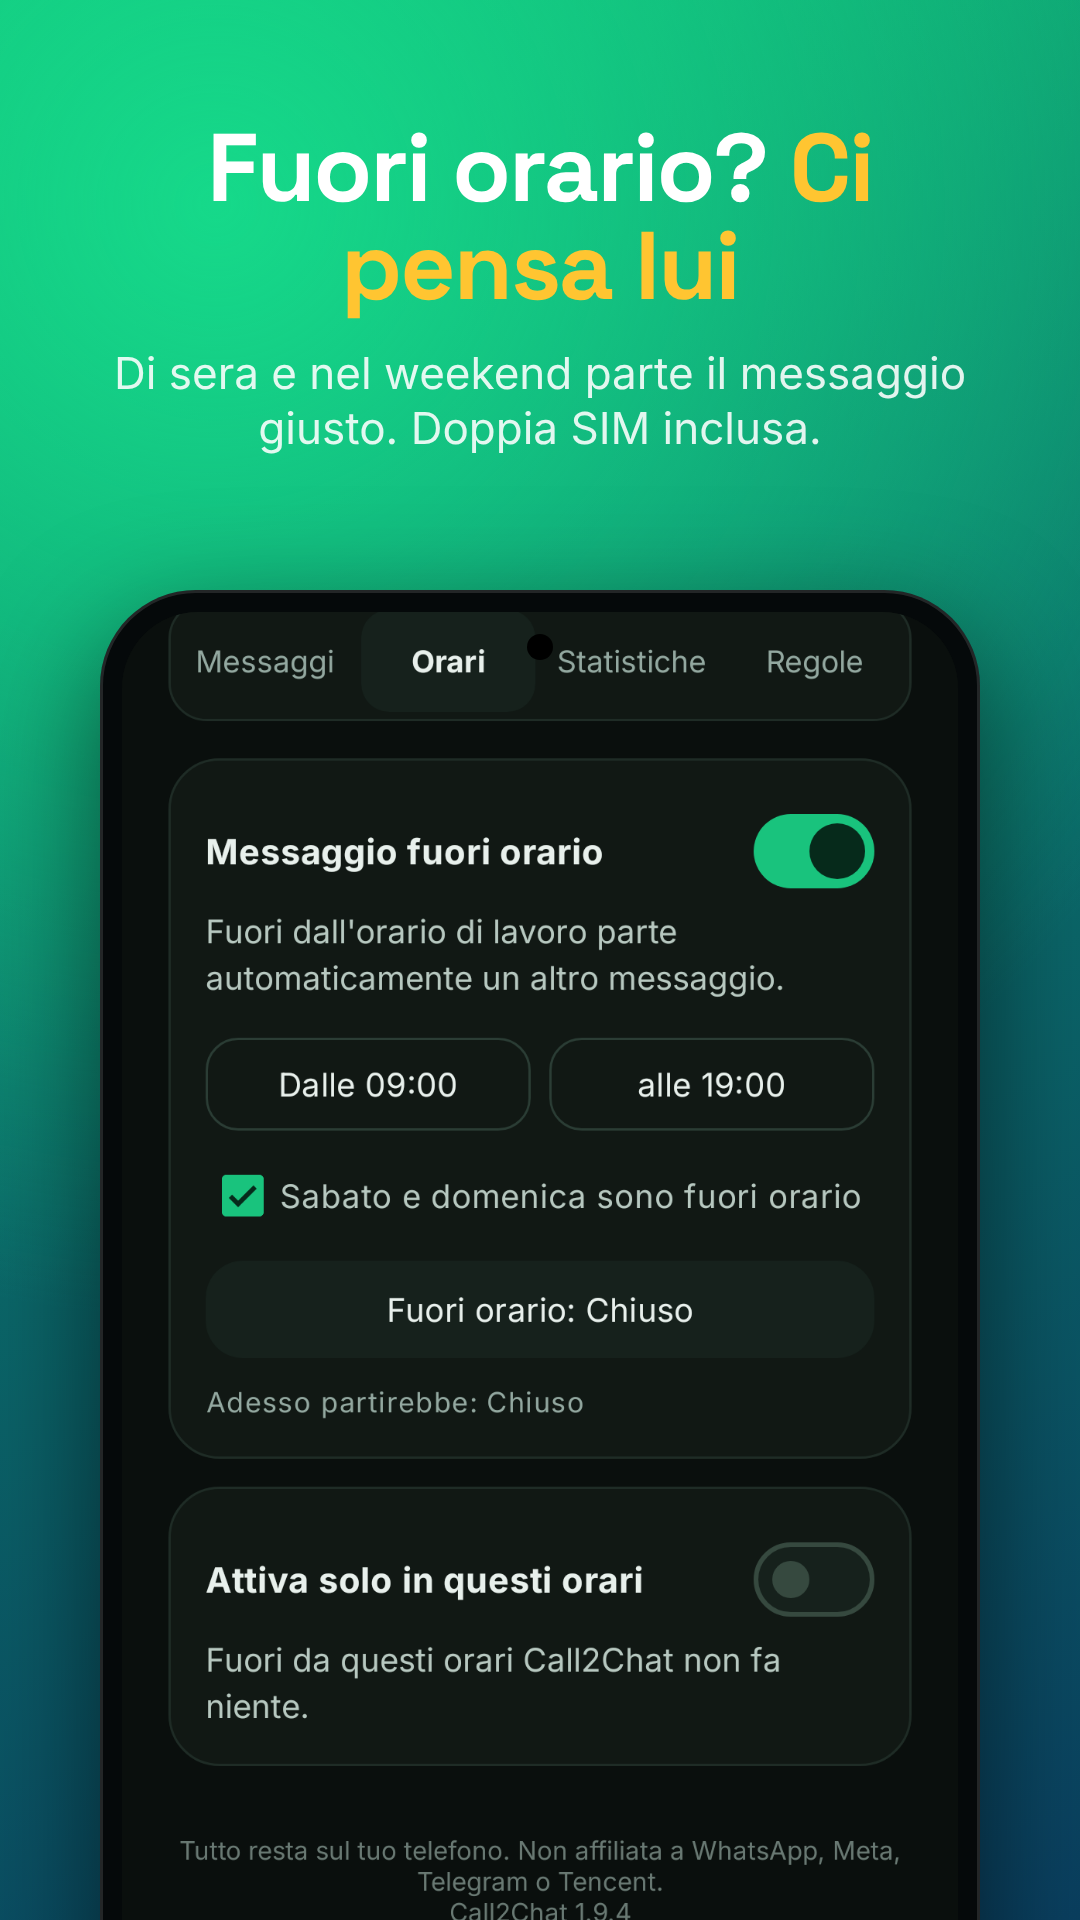 Fuori orario? Ci
pensa lui
Di sera e nel weekend parte il messaggio
giusto. Doppia SIM inclusa.
Messaggi Orari Statistiche Regole
Messaggio fuori orario
Fuori dall'orario di lavoro parte
automaticamente un altro messaggio.
Dalle 09:00 alle 19:00
Sabato e domenica sono fuori orario
Fuori orario: Chiuso
Adesso partirebbe: Chiuso
Attiva solo in questi orari
Fuori da questi orari Call2Chat non fa
niente.
Tutto resta sul tuo telefono. Non affiliata a WhatsApp, Meta,
Telegram o Tencent.
Call2Chat 1.9.4